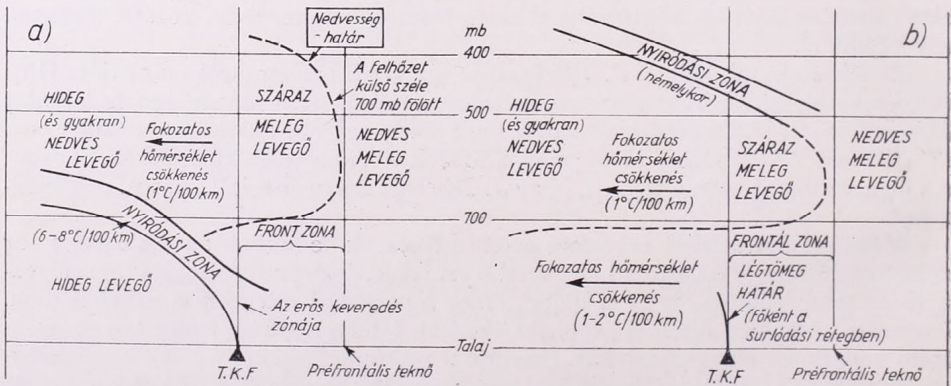 a)
Nedvesség
-határ
A felhőzet
külső széle
700 mb fölött
HIDEG
(és gyakran)
NEDVES
LEVEGŐ
Fokozatos
hőmérséklet
csökkenés
(1°C/100 km)
SZÁRAZ
MELEG
LEVEGŐ
NEDVES
MELEG
LEVEGŐ
NYIRÓDÁSI ZÓNA
(6-8°C/100 km)
FRONT ZÓNA
HIDEG LEVEGŐ
Az erős keveredés
zónája
T.K.F
Préfrontális teknő
mb
400
500
700
Talaj
b)
NYIRÓDÁSI ZÓNA
(némelykor)
HIDEG
(és gyakran)
NEDVES
LEVEGŐ
Fokozatos
hőmérséklet
csökkenés
(1°C/100 km)
SZÁRAZ
MELEG
LEVEGŐ
NEDVES
MELEG
LEVEGŐ
FRONTÁL ZÓNA
Fokozatos hőmérséklet
csökkenés
(1-2°C/100 km)
LÉGTÖMEG
HATÁR
(Főként a
surlódási rétegben)
T.K.F
Préfrontális teknő